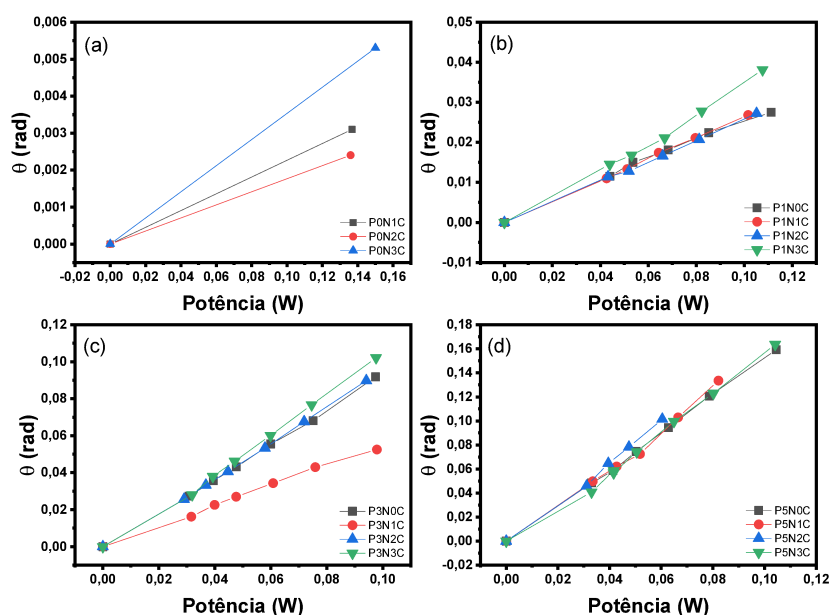 (a)
0,006
0,005
0,004
0,003
0,002
0,001
0,000
θ (rad)
-0,02 0,00 0,02 0,04 0,06 0,08 0,10 0,12 0,14 0,16
Potência (W)
P0N1C
P0N2C
P0N3C
(b)
0,05
0,04
0,03
0,02
0,01
0,00
-0,01
θ (rad)
0,00 0,02 0,04 0,06 0,08 0,10 0,12
Potência (W)
P1N0C
P1N1C
P1N2C
P1N3C
(c)
0,12
0,10
0,08
0,06
0,04
0,02
0,00
θ (rad)
0,00 0,02 0,04 0,06 0,08 0,10
Potência (W)
P3N0C
P3N1C
P3N2C
P3N3C
(d)
0,18
0,16
0,14
0,12
0,10
0,08
0,06
0,04
0,02
0,00
-0,02
θ (rad)
0,00 0,02 0,04 0,06 0,08 0,10 0,12
Potência (W)
P5N0C
P5N1C
P5N2C
P5N3C